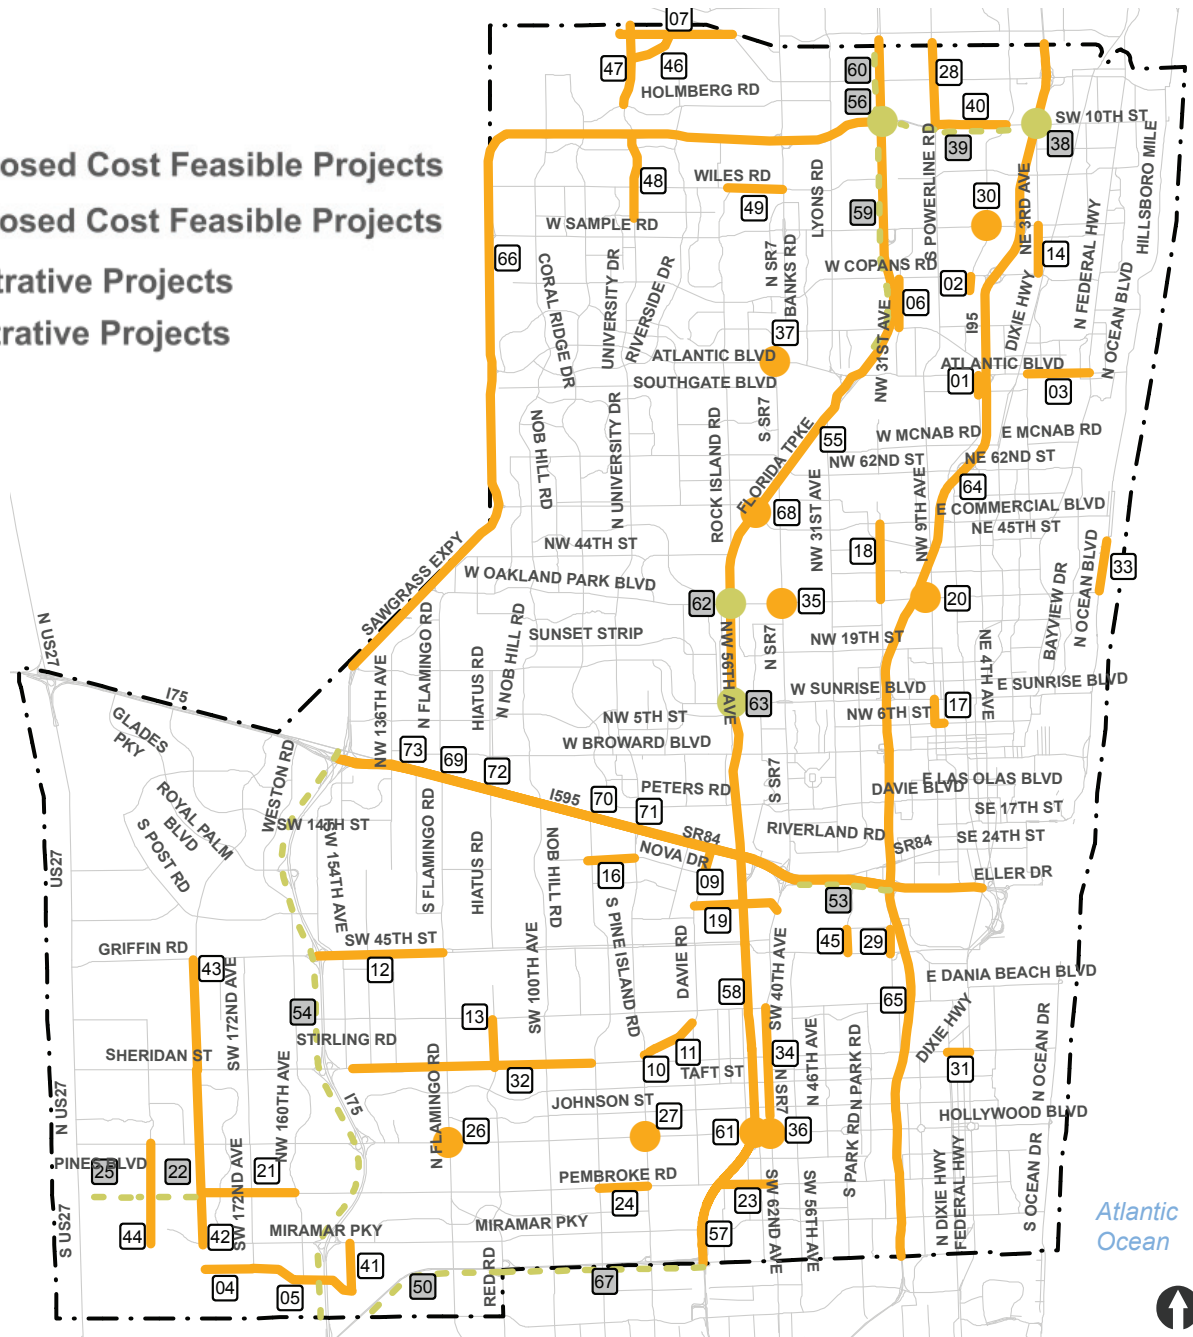 07
47
46
HOLMBERG RD
60
56
28
40
SW 10TH ST
39
38
osed Cost Feasible Projects
osed Cost Feasible Projects
trative Projects
trative Projects
48
WILES RD
49
W SAMPLE RD
LYONS RD
59
S POWERLINE RD
30
NE 3RD AVE
14
HILLSBORO MILE
66
CORAL RIDGE DR
UNIVERSITY DR
RIVERSIDE DR
N SR7
BANKS RD
W COPANS RD
02
06
I95
DIXIE HWY
N FEDERAL HWY
N OCEAN BLVD
37
ATLANTIC BLVD
SOUTHGATE BLVD
NW 31ST AVE
ATLANTIC BLVD
01
03
NOB HILL RD
N UNIVERSITY DR
ROCK ISLAND RD
S SR7
FLORIDA TPKE
55
W MCNAB RD
E MCNAB RD
NW 62ND ST
NE 62ND ST
64
68
NW 31ST AVE
NW 9TH AVE
E COMMERCIAL BLVD
NE 45TH ST
SAWGRASS EXPY
NW 44TH ST
W OAKLAND PARK BLVD
18
33
62
35
20
BAYVIEW DR
N OCEAN BLVD
N US27
NW 136TH AVE
N FLAMINGO RD
HIATUS RD
N NOB HILL RD
SUNSET STRIP
NW 56TH AVE
N SR7
NW 19TH ST
NE 4TH AVE
I75
W SUNRISE BLVD
E SUNRISE BLVD
63
NW 5TH ST
NW 6TH ST
17
GLADES
PKY
WESTON RD
73
69
72
W BROWARD BLVD
PETERS RD
S SR7
E LAS OLAS BLVD
DAVIE BLVD
ROYAL PALM
BLVD
S POST RD
SW 14TH ST
SW 154TH AVE
S FLAMINGO RD
HIATUS RD
I595
70
71
SR84
RIVERLAND RD
SR84
SE 17TH ST
SE 24TH ST
US27
NOB HILL RD
16
NOVA DR
09
ELLER DR
53
GRIFFIN RD
SW 45TH ST
12
S PINE ISLAND RD
19
45
29
43
SW 172ND AVE
54
SW 100TH AVE
DAVIE RD
58
SW 40TH AVE
65
E DANIA BEACH BLVD
13
STIRLING RD
SHERIDAN ST
NW 160TH AVE
I75
32
10
11
TAFT ST
34
N SR7
N 46TH AVE
N PARK RD
DIXIE HWY
31
N OCEAN DR
N US27
N FLAMINGO RD
JOHNSON ST
26
27
61
36
HOLLYWOOD BLVD
PINES BLVD
25
22
SW 172ND AVE
21
PEMBROKE RD
24
23
SW 62ND AVE
SW 56TH AVE
S PARK RD
N DIXIE HWY
FEDERAL HWY
S OCEAN DR
S US27
44
42
MIRAMAR PKY
MIRAMAR PKY
57
Atlantic
Ocean
04
05
41
50
RED RD
67